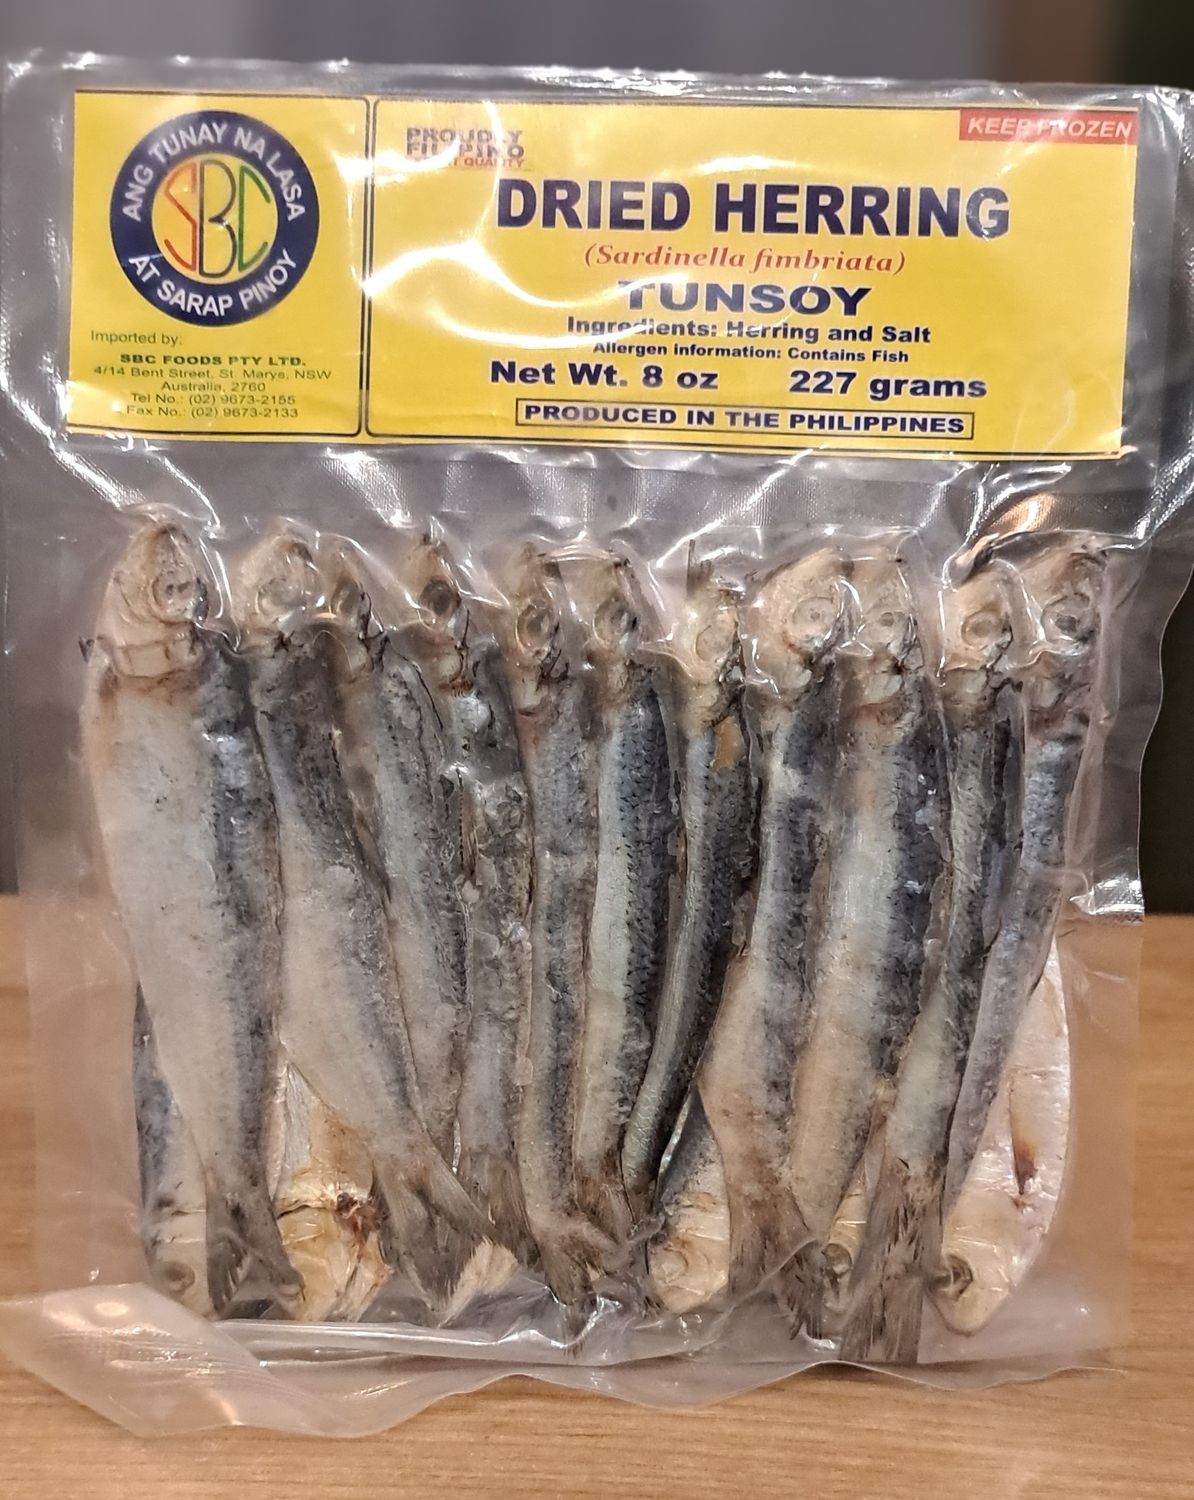 ANG TUNAY NA LASA
SBC
AT SARAP PINOY
Imported by:
SBC FOODS PTY LTD.
4/14 Bent Street, St. Marys, NSW
Australia, 2760
Tel No.: (02) 9673-2155
Fax No.: (02) 9673-2133
PROUDLY
FILIPINO
QUALITY
KEEP FROZEN
DRIED HERRING
(Sardinella fimbriata)
TUNSOY
Ingredients: Herring and Salt
Allergen information: Contains Fish
Net Wt. 8 oz 227 grams
PRODUCED IN THE PHILIPPINES